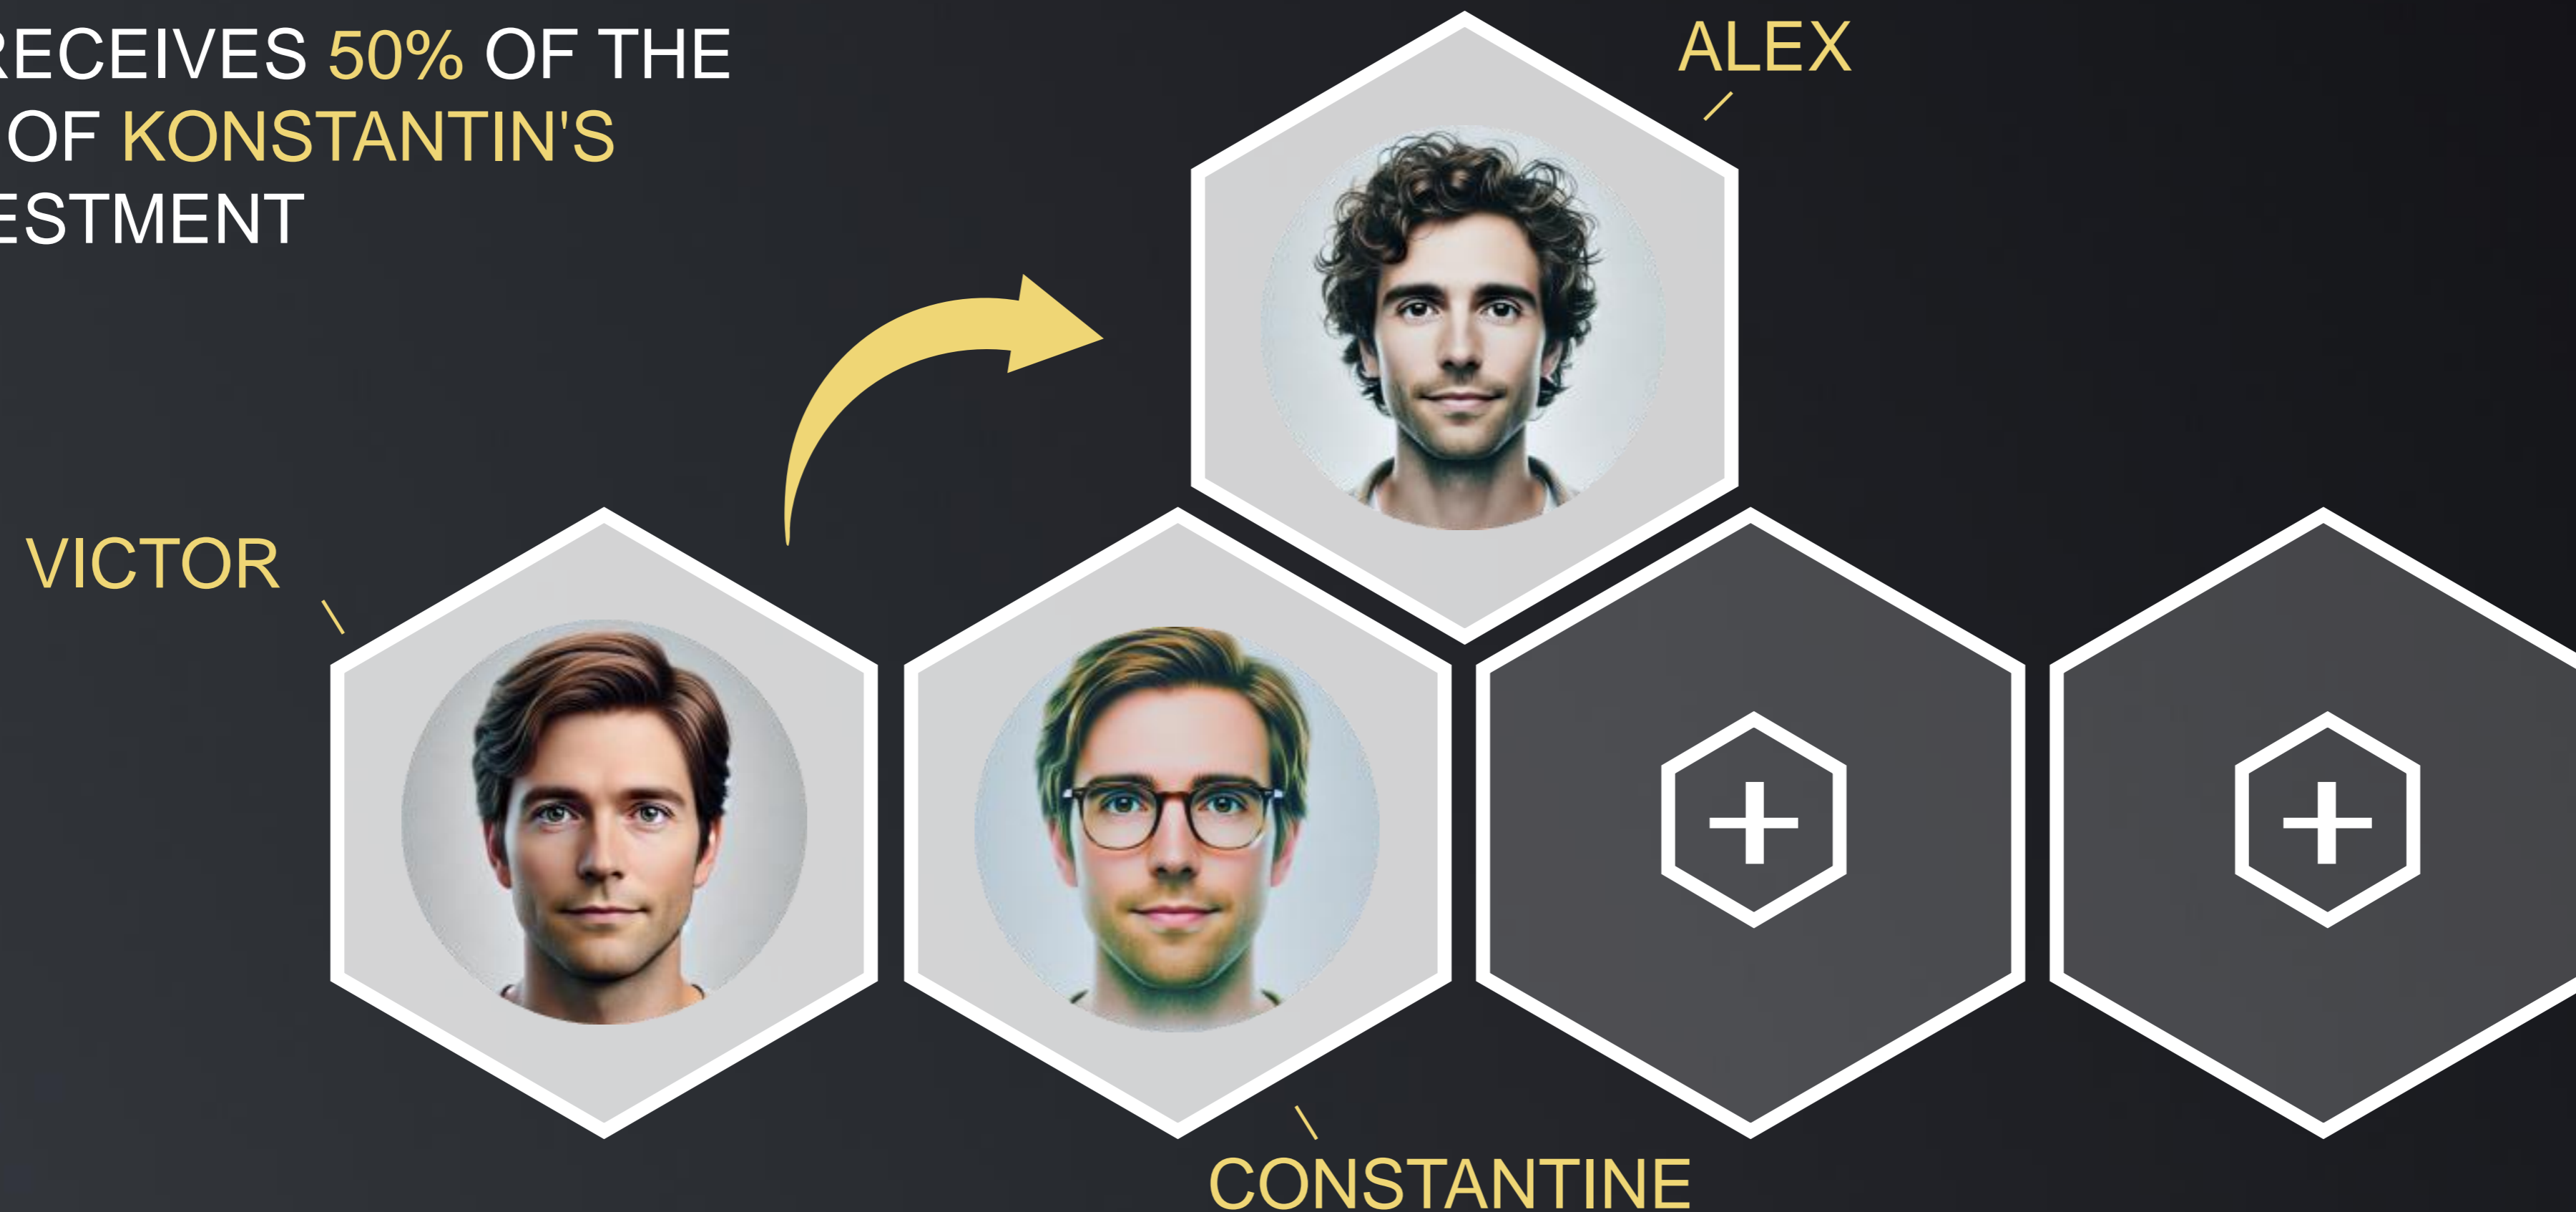 RECEIVES 50% OF THE
OF KONSTANTIN'S
ESTMENT
ALEX
VICTOR
CONSTANTINE